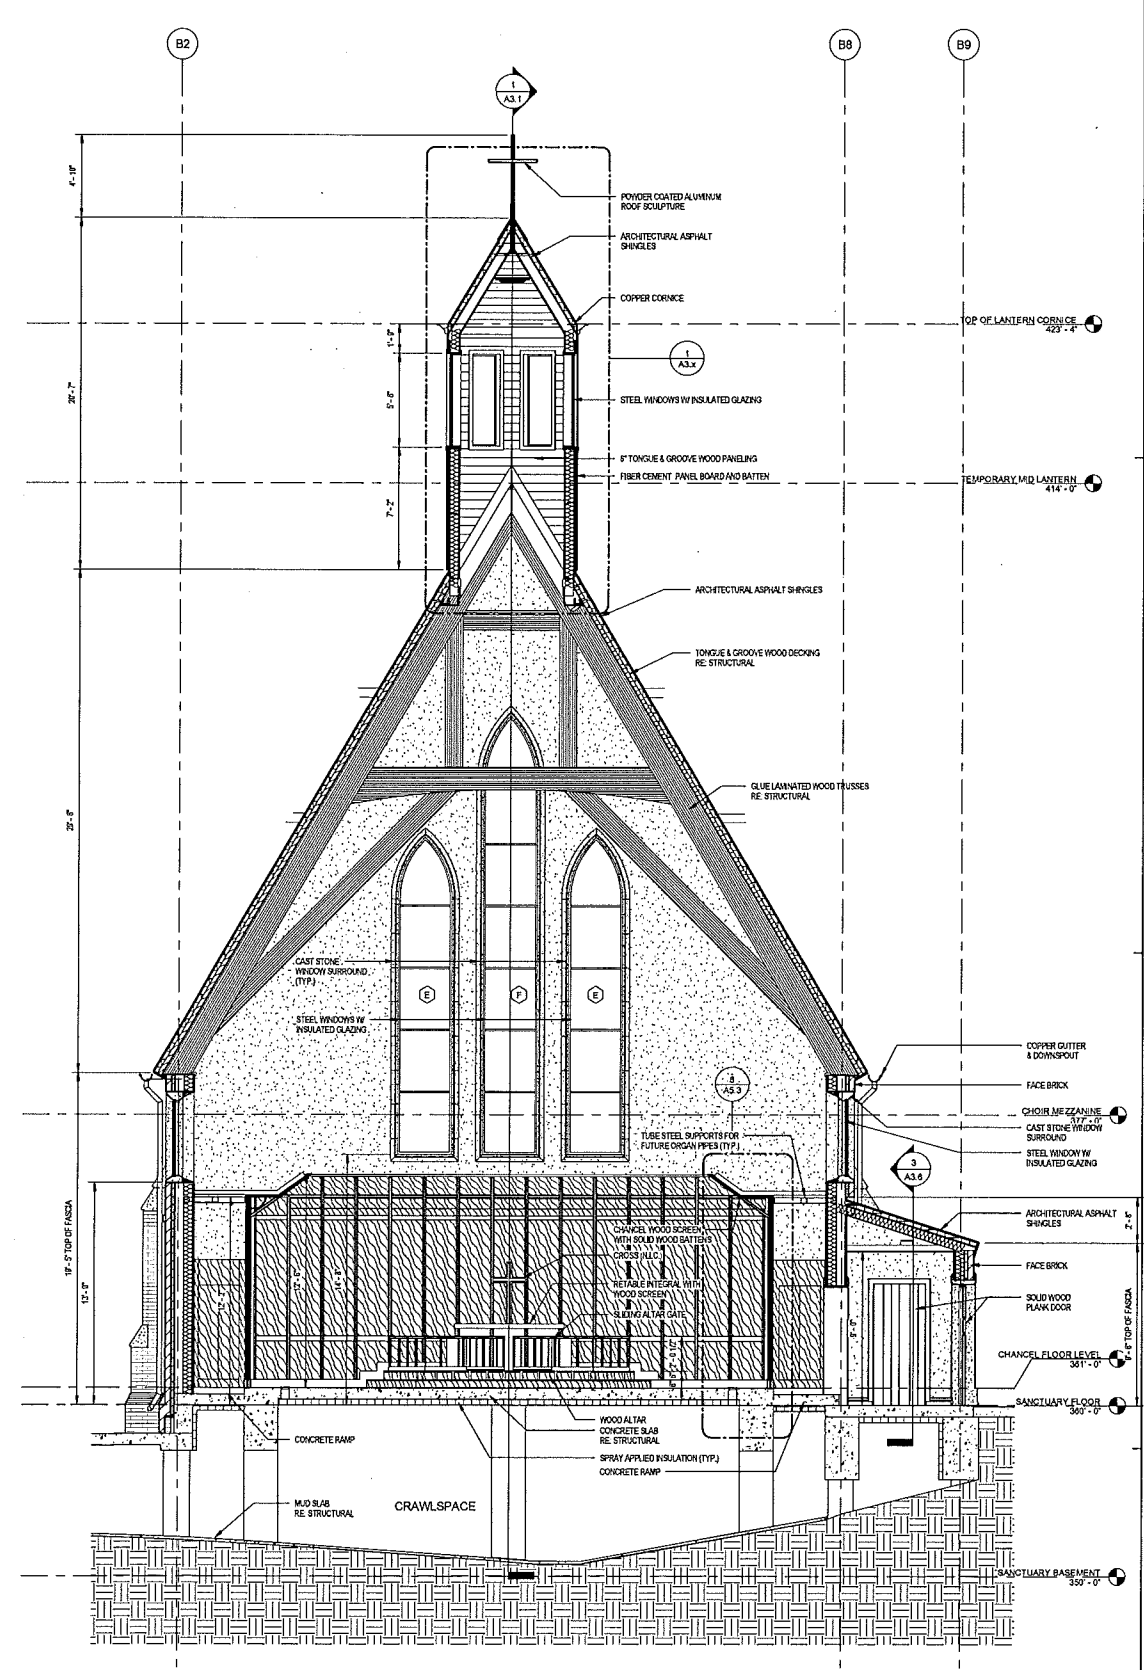 B2
B8
B9
1
A3.1
4'- 10"
POWDER COATED ALUMINUM
ROOF SCULPTURE
ARCHITECTURAL ASPHALT
SHINGLES
COPPER CORNICE
TOP OF LANTERN CORNICE
423' - 4"
1'- 9"
1
A3.x
20'- 7"
5'- 8"
STEEL WINDOWS W/ INSULATED GLAZING
5" TONGUE & GROOVE WOOD PANELING
FIBER CEMENT PANEL BOARD AND BATTEN
TEMPORARY MID LANTERN
414' - 0"
7'- 2"
ARCHITECTURAL ASPHALT SHINGLES
TONGUE & GROOVE WOOD DECKING
RE: STRUCTURAL
GLUE LAMINATED WOOD TRUSSES
RE: STRUCTURAL
CAST STONE
WINDOW SURROUND
(TYP.)
E
F
E
STEEL WINDOWS W/
INSULATED GLAZING
COPPER GUTTER
& DOWNSPOUT
8
A5.3
FACE BRICK
CHOIR MEZZANINE
377' - 0"
CAST STONE WINDOW
SURROUND
TUBE STEEL SUPPORTS FOR
FUTURE ORGAN PIPES (TYP.)
STEEL WINDOW W/
INSULATED GLAZING
3
A3.6
19'- 5" TOP OF FASCIA
13'- 0"
ARCHITECTURAL ASPHALT
SHINGLES
2'- 8"
CHANCEL WOOD SCREEN
WITH SOLID WOOD BATTENS
CROSS (N.I.C.)
FACE BRICK
RETABLE INTEGRAL WITH
WOOD SCREEN
SLIDING ALTAR GATE
SOLID WOOD
PLANK DOOR
9'- 6" TOP OF FASCIA
CHANCEL FLOOR LEVEL
361' - 0"
SANCTUARY FLOOR
360' - 0"
WOOD ALTAR
CONCRETE SLAB
RE: STRUCTURAL
CONCRETE RAMP
SPRAY APPLIED INSULATION (TYP.)
CONCRETE RAMP
MUD SLAB
RE: STRUCTURAL
CRAWLSPACE
SANCTUARY BASEMENT
350' - 0"